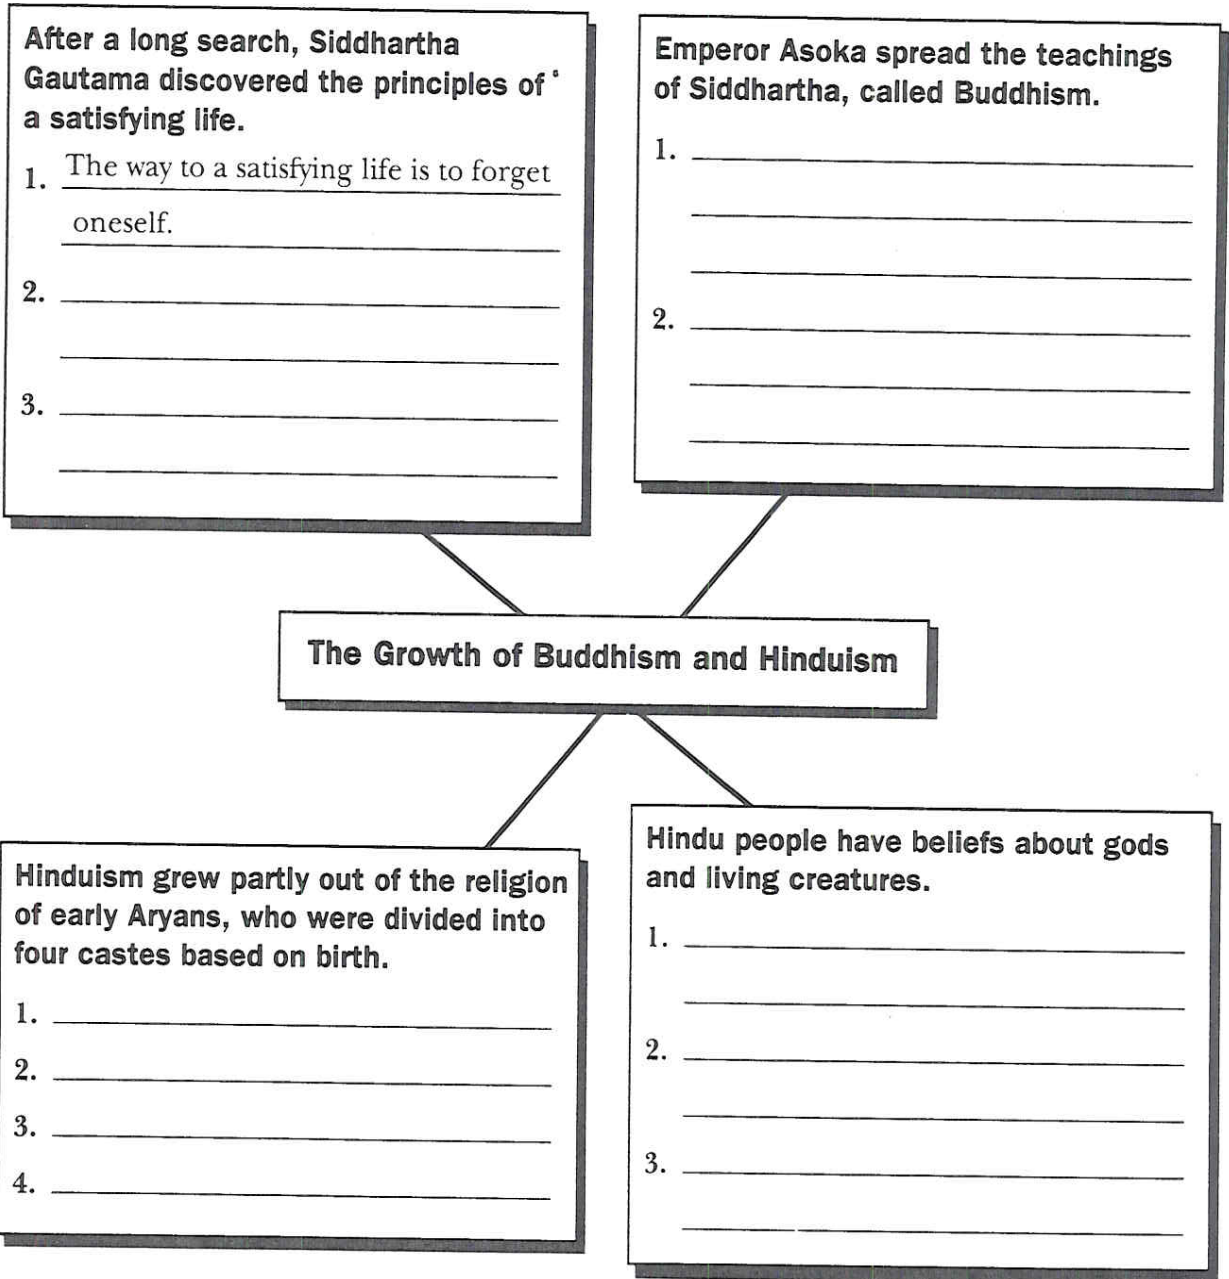 After a long search, Siddhartha
Gautama discovered the principles of
a satisfying life.
1. The way to a satisfying life is to forget
oneself.
2.
3.
Emperor Asoka spread the teachings
of Siddhartha, called Buddhism.
1.
2.
The Growth of Buddhism and Hinduism
Hinduism grew partly out of the religion
of early Aryans, who were divided into
four castes based on birth.
1.
2.
3.
4.
Hindu people have beliefs about gods
and living creatures.
1.
2.
3.